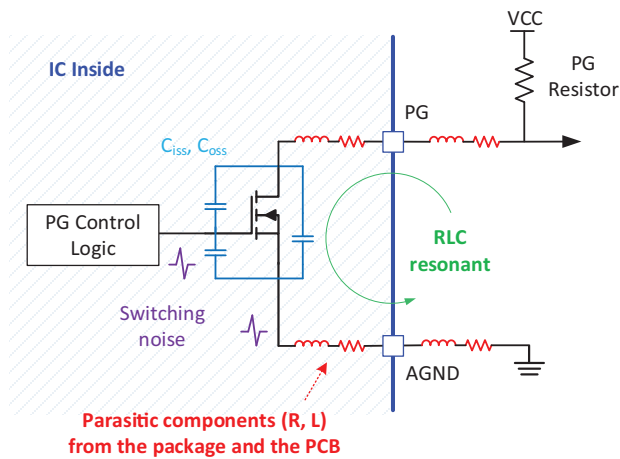 VCC
IC Inside
PG
Resistor
PG
Ciss, Coss
PG Control
Logic
RLC
resonant
Switching
noise
AGND
Parasitic components (R, L)
from the package and the PCB